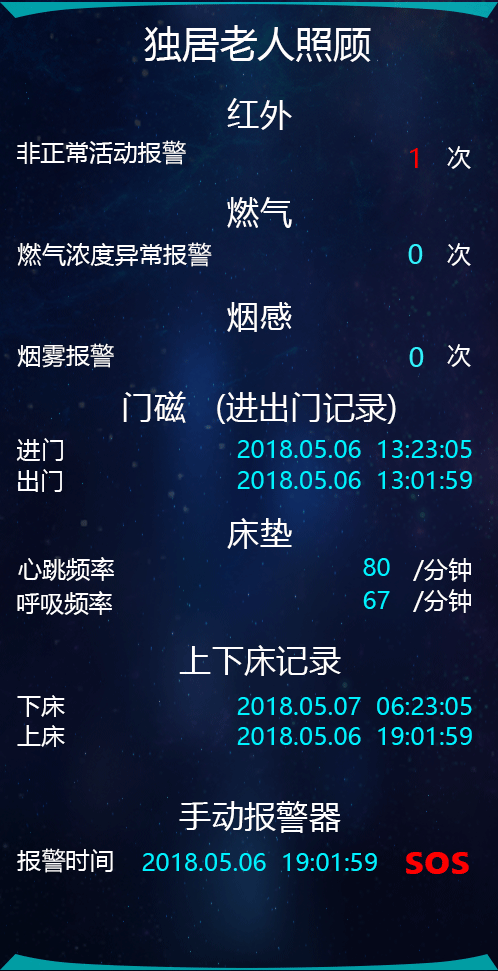 独居老人照顾
红外
非正常活动报警 1 次
燃气
燃气浓度异常报警 0 次
烟感
烟雾报警 0 次
门磁 (进出门记录)
进门 2018.05.06 13:23:05
出门 2018.05.06 13:01:59
床垫
心跳频率 80 /分钟
呼吸频率 67 /分钟
上下床记录
下床 2018.05.07 06:23:05
上床 2018.05.06 19:01:59
手动报警器
报警时间 2018.05.06 19:01:59 SOS